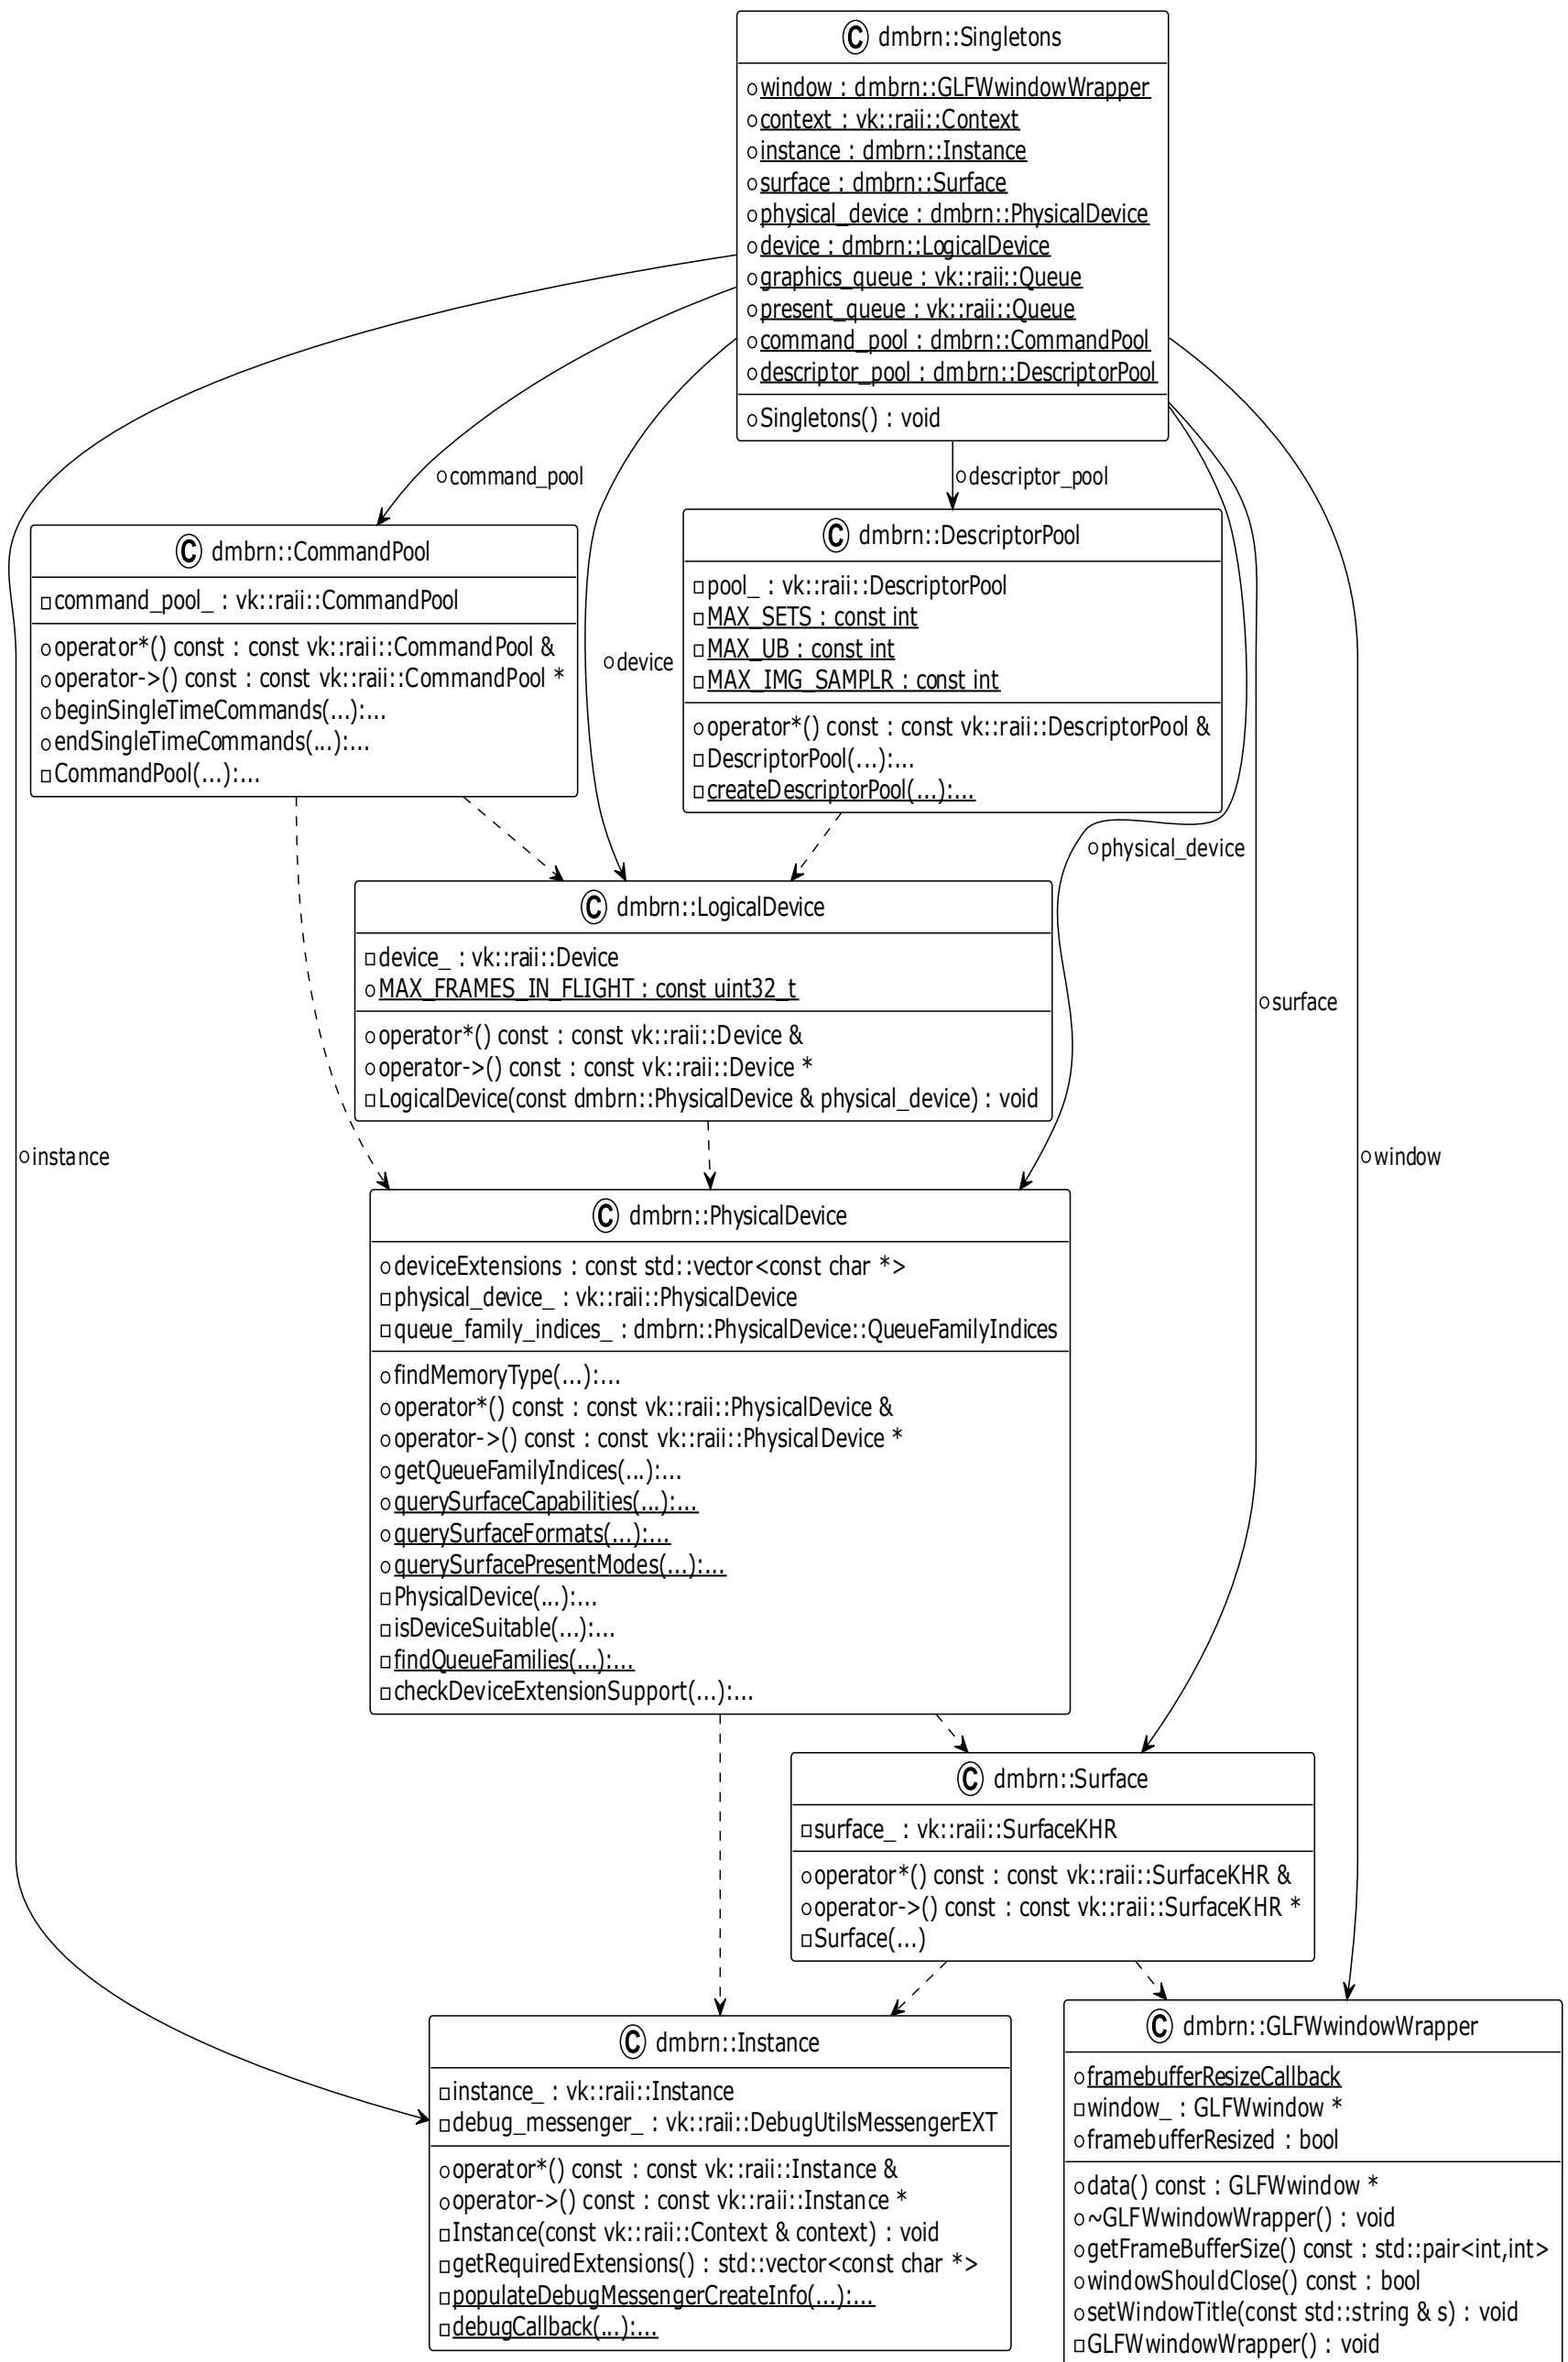 C dmbrn::Singletons
window : dmbrn::GLFWwindowWrapper
context : vk::raii::Context
instance : dmbrn::Instance
surface : dmbrn::Surface
physical_device : dmbrn::PhysicalDevice
device : dmbrn::LogicalDevice
graphics_queue : vk::raii::Queue
present_queue : vk::raii::Queue
command_pool : dmbrn::CommandPool
descriptor_pool : dmbrn::DescriptorPool
Singletons() : void
command_pool
descriptor_pool
C dmbrn::CommandPool
command_pool_ : vk::raii::CommandPool
operator*() const : const vk::raii::CommandPool &
operator->() const : const vk::raii::CommandPool *
beginSingleTimeCommands(...):...
endSingleTimeCommands(...):...
CommandPool(...):...
device
C dmbrn::DescriptorPool
pool_ : vk::raii::DescriptorPool
MAX_SETS : const int
MAX_UB : const int
MAX_IMG_SAMPLR : const int
operator*() const : const vk::raii::DescriptorPool &
DescriptorPool(...):...
createDescriptorPool(...):...
physical_device
C dmbrn::LogicalDevice
device_ : vk::raii::Device
MAX_FRAMES_IN_FLIGHT : const uint32_t
operator*() const : const vk::raii::Device &
operator->() const : const vk::raii::Device *
LogicalDevice(const dmbrn::PhysicalDevice & physical_device) : void
surface
instance
window
C dmbrn::PhysicalDevice
deviceExtensions : const std::vector<const char *>
physical_device_ : vk::raii::PhysicalDevice
queue_family_indices_ : dmbrn::PhysicalDevice::QueueFamilyIndices
findMemoryType(...):...
operator*() const : const vk::raii::PhysicalDevice &
operator->() const : const vk::raii::PhysicalDevice *
getQueueFamilyIndices(...):...
querySurfaceCapabilities(...):...
querySurfaceFormats(...):...
querySurfacePresentModes(...):...
PhysicalDevice(...):...
isDeviceSuitable(...):...
findQueueFamilies(...):...
checkDeviceExtensionSupport(...):...
C dmbrn::Surface
surface_ : vk::raii::SurfaceKHR
operator*() const : const vk::raii::SurfaceKHR &
operator->() const : const vk::raii::SurfaceKHR *
Surface(...)
C dmbrn::Instance
instance_ : vk::raii::Instance
debug_messenger_ : vk::raii::DebugUtilsMessengerEXT
operator*() const : const vk::raii::Instance &
operator->() const : const vk::raii::Instance *
Instance(const vk::raii::Context & context) : void
getRequiredExtensions() : std::vector<const char *>
populateDebugMessengerCreateInfo(...):...
debugCallback(...):...
C dmbrn::GLFWwindowWrapper
framebufferResizeCallback
window_ : GLFWwindow *
framebufferResized : bool
data() const : GLFWwindow *
~GLFWwindowWrapper() : void
getFrameBufferSize() const : std::pair<int,int>
windowShouldClose() const : bool
setWindowTitle(const std::string & s) : void
GLFWwindowWrapper() : void